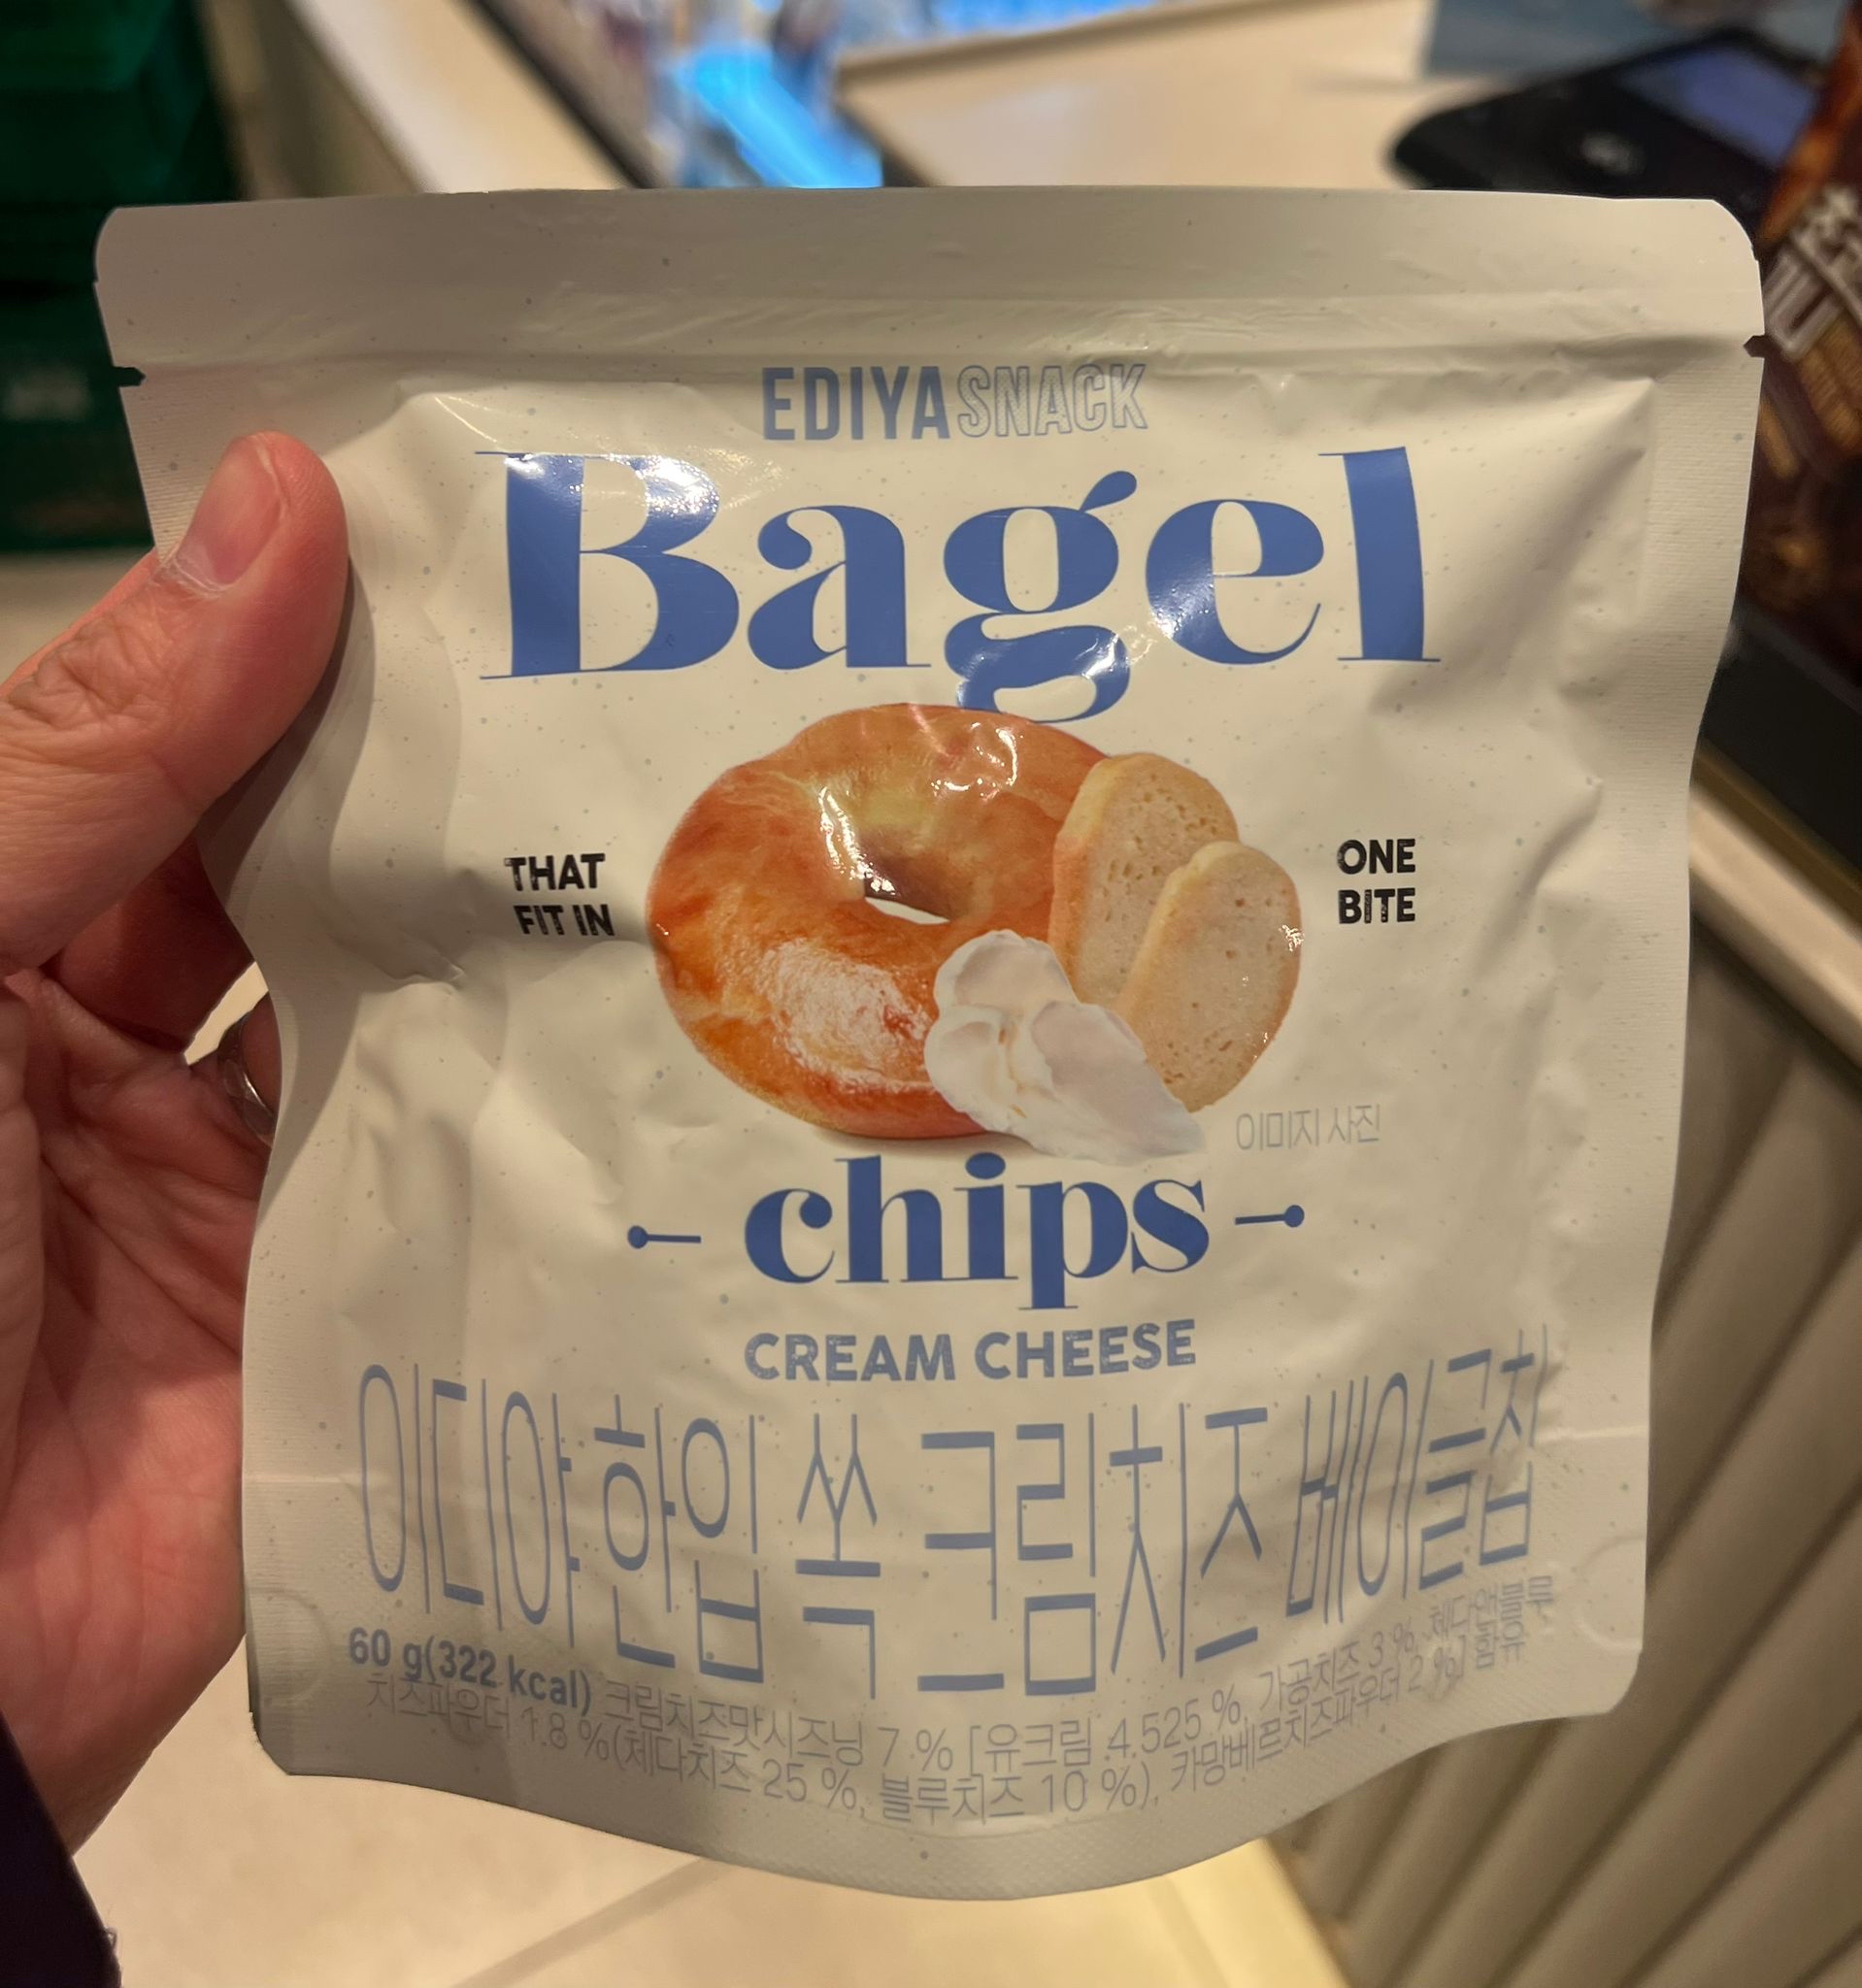 EDIYA SNACK
Bagel
THAT
FIT IN
ONE
BITE
이미지 사진
chips
CREAM CHEESE
이디야 한입 쏙 크림치즈 베이글칩
60 g(322 kcal) 크림치즈맛시즈닝 7 % [유크림 4.525 %, 가공치즈 3 %, 체다앤블루
치즈파우더 1.8 %(체다치즈 25 %, 블루치즈 10 %), 카망베르치즈파우더 2 %] 함유